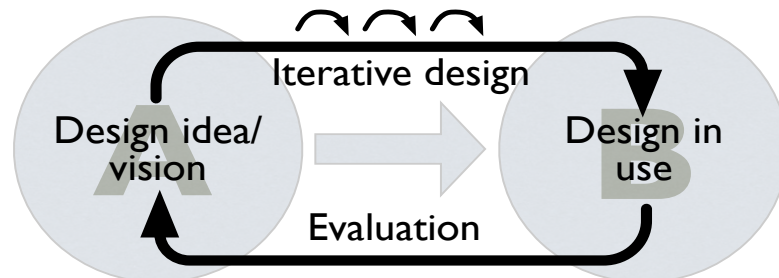 Iterative design
A
Design idea/
vision
B
Design in
use
Evaluation